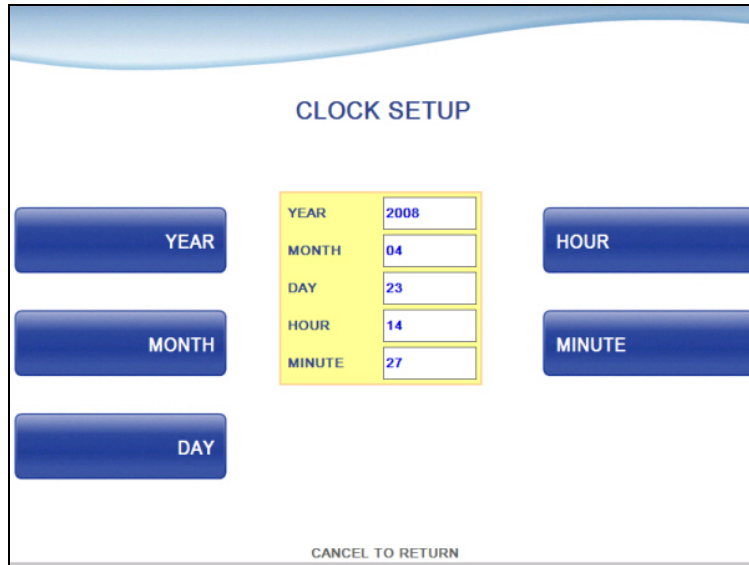 CLOCK SETUP
YEAR
MONTH
DAY
YEAR 2008
MONTH 04
DAY 23
HOUR 14
MINUTE 27
HOUR
MINUTE
CANCEL TO RETURN